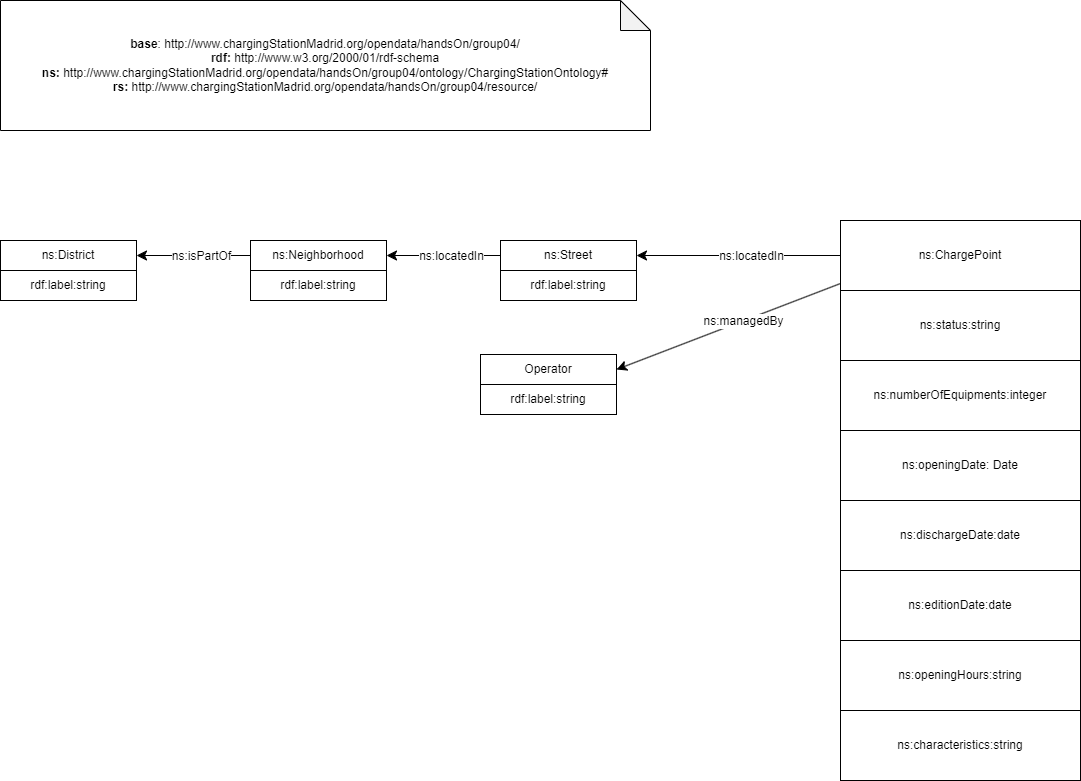 base: http://www.chargingStationMadrid.org/opendata/handsOn/group04/
rdf: http://www.w3.org/2000/01/rdf-schema
ns: http://www.chargingStationMadrid.org/opendata/handsOn/group04/ontology/ChargingStationOntology#
rs: http://www.chargingStationMadrid.org/opendata/handsOn/group04/resource/
ns:District
rdf:label:string
ns:isPartOf
ns:Neighborhood
rdf:label:string
ns:locatedIn
ns:Street
rdf:label:string
ns:locatedIn
ns:managedBy
Operator
rdf:label:string
ns:ChargePoint
ns:status:string
ns:numberOfEquipments:integer
ns:openingDate: Date
ns:dischargeDate:date
ns:editionDate:date
ns:openingHours:string
ns:characteristics:string